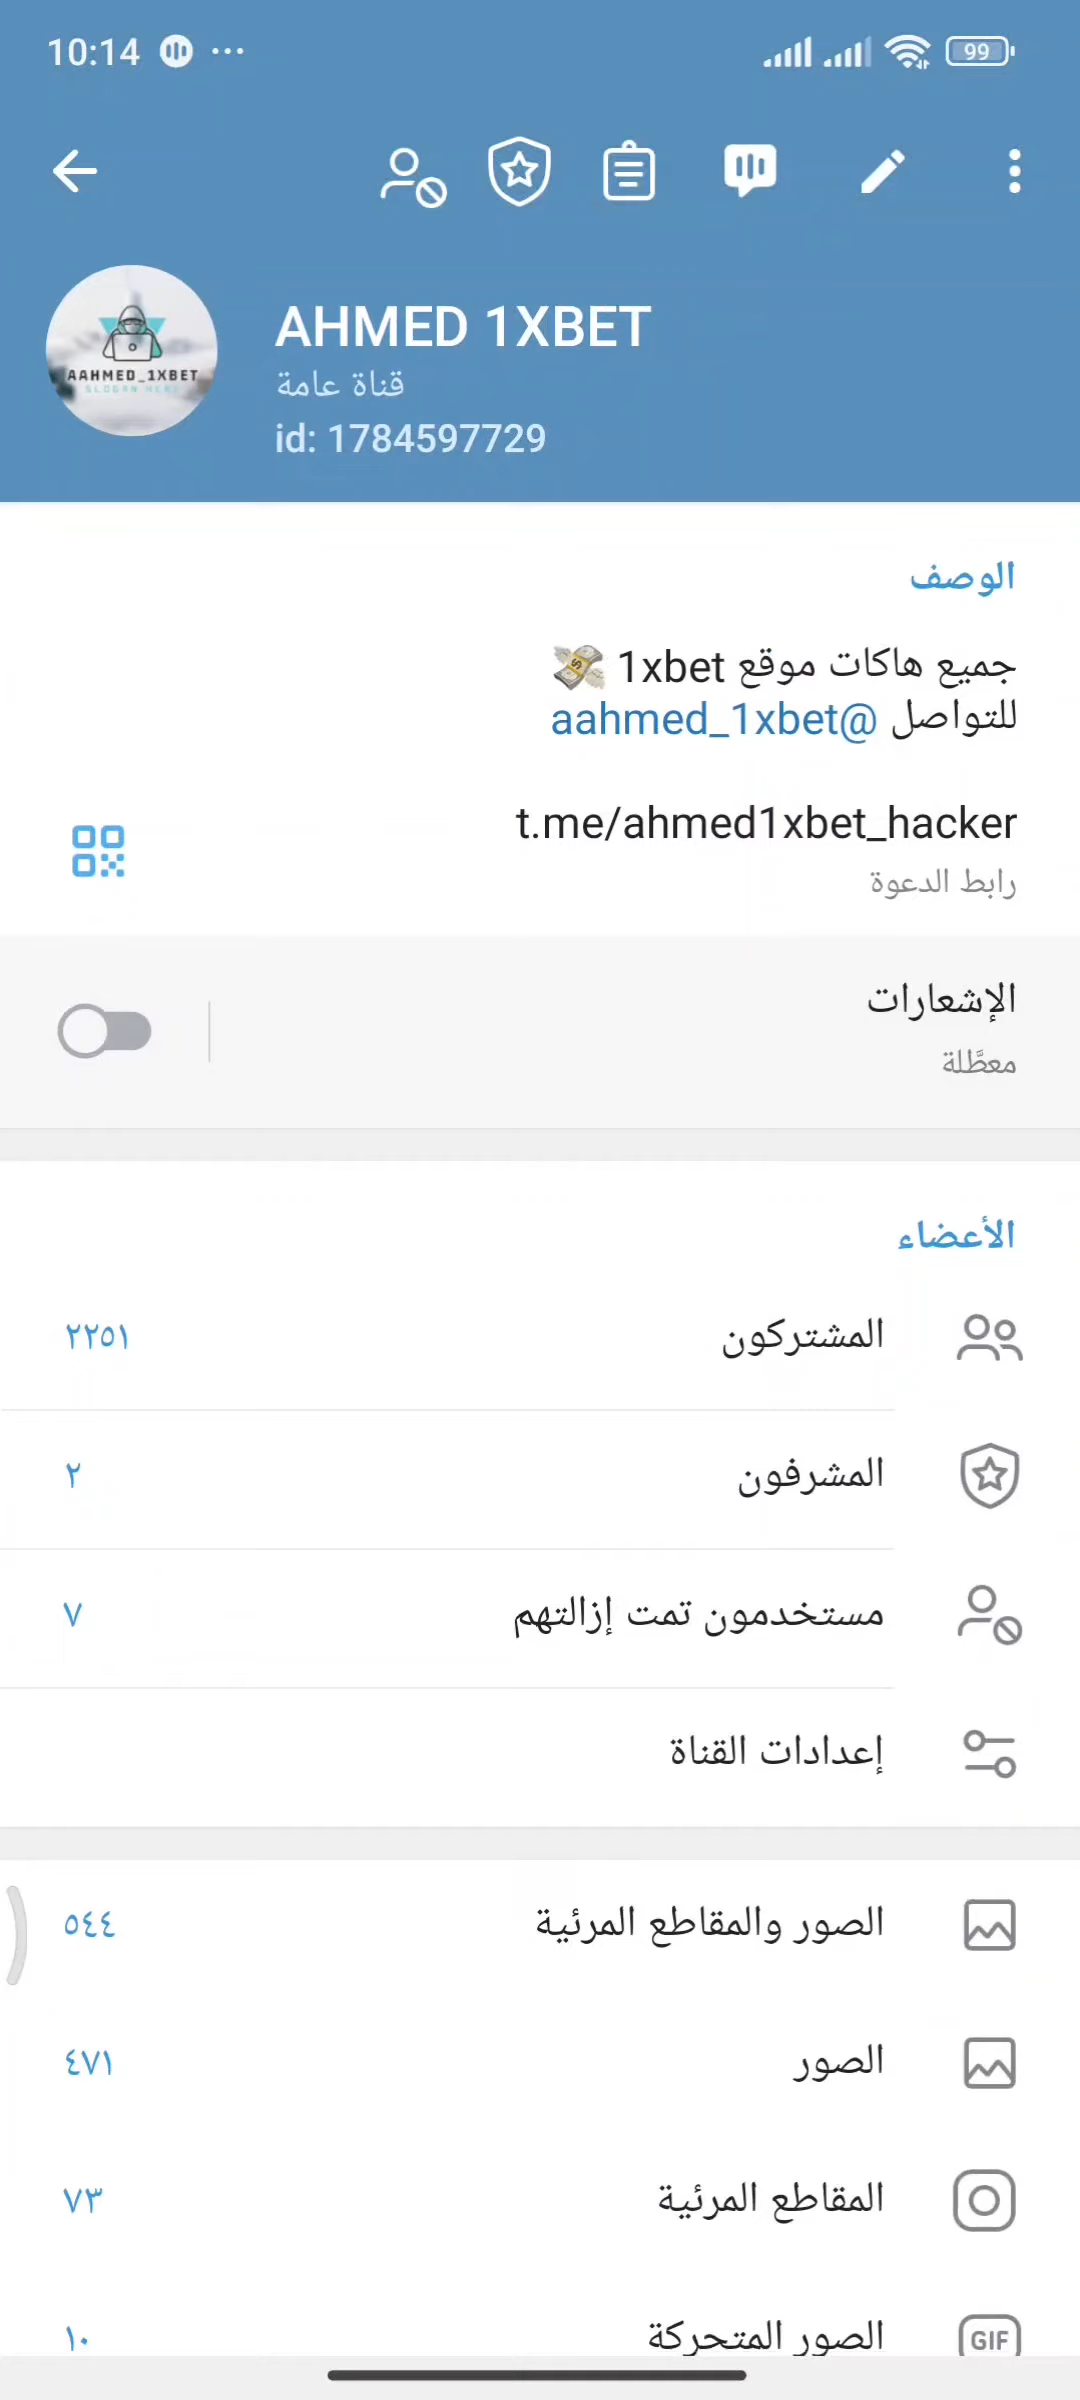 10:14
99
AHMED 1XBET
قناة عامة
id: 1784597729
AAHMED_1XBET
SLOGAN HERE
الوصف
جميع هاكات موقع 1xbet 💸
للتواصل @aahmed_1xbet
t.me/ahmed1xbet_hacker
رابط الدعوة
الإشعارات
معطَّلة
الأعضاء
المشتركون ٢٢٥١
المشرفون ٢
مستخدمون تمت إزالتهم ٧
إعدادات القناة
الصور والمقاطع المرئية ٥٤٤
الصور ٤٧١
المقاطع المرئية ٧٣
الصور المتحركة ١٠
GIF